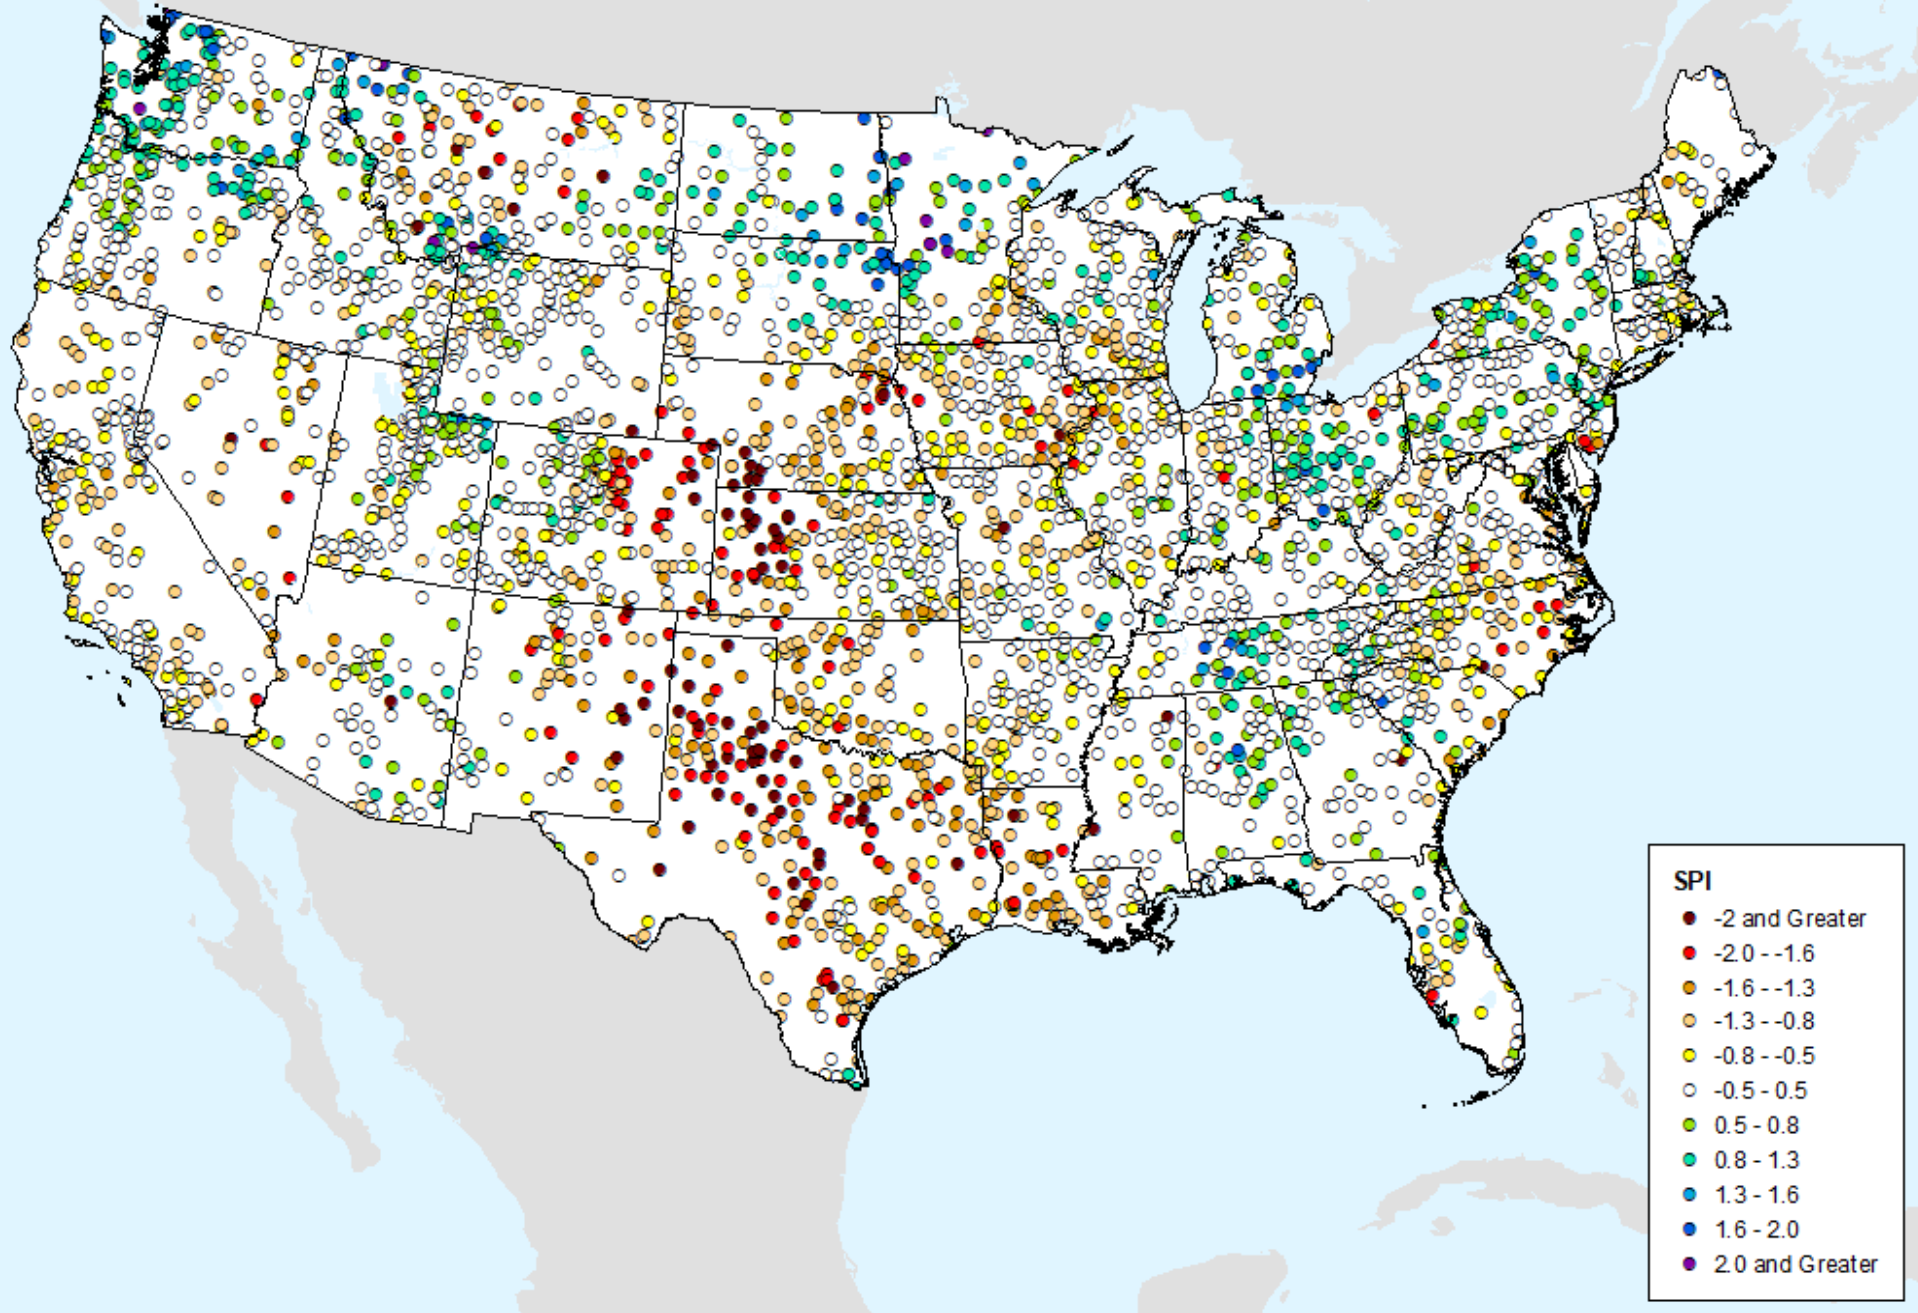 SPI
-2 and Greater
-2.0 - -1.6
-1.6 - -1.3
-1.3 - -0.8
-0.8 - -0.5
-0.5 - 0.5
0.5 - 0.8
0.8 - 1.3
1.3 - 1.6
1.6 - 2.0
2.0 and Greater